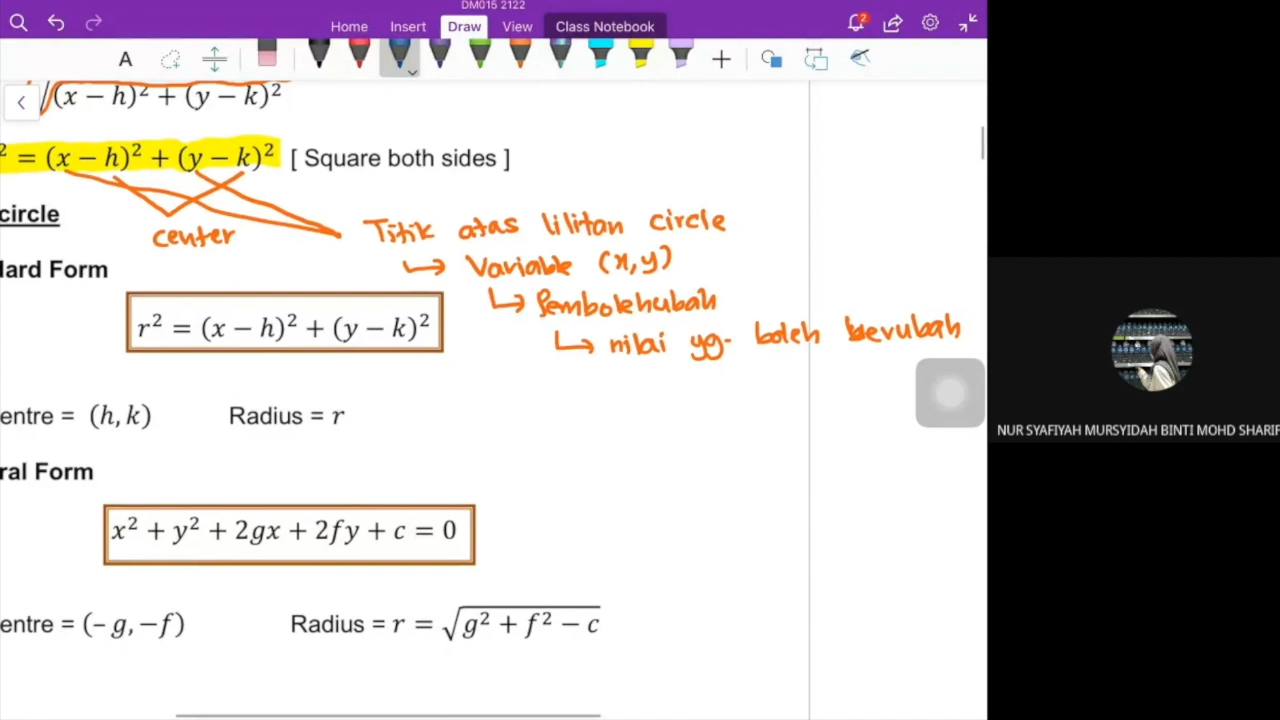 DM015 2122
Home Insert Draw View Class Notebook
2
A
√(x − h)² + (y − k)²
² = (x − h)² + (y − k)² [ Square both sides ]
circle
center
Titik atas lilitan circle
↳ Variable (x, y)
↳ Pembolehubah
↳ nilai yg- boleh berubah
dard Form
r² = (x − h)² + (y − k)²
entre = (h, k) Radius = r
ral Form
x² + y² + 2gx + 2fy + c = 0
entre = (−g, −f) Radius = r = √g² + f² − c
NUR SYAFIYAH MURSYIDAH BINTI MOHD SHARIF